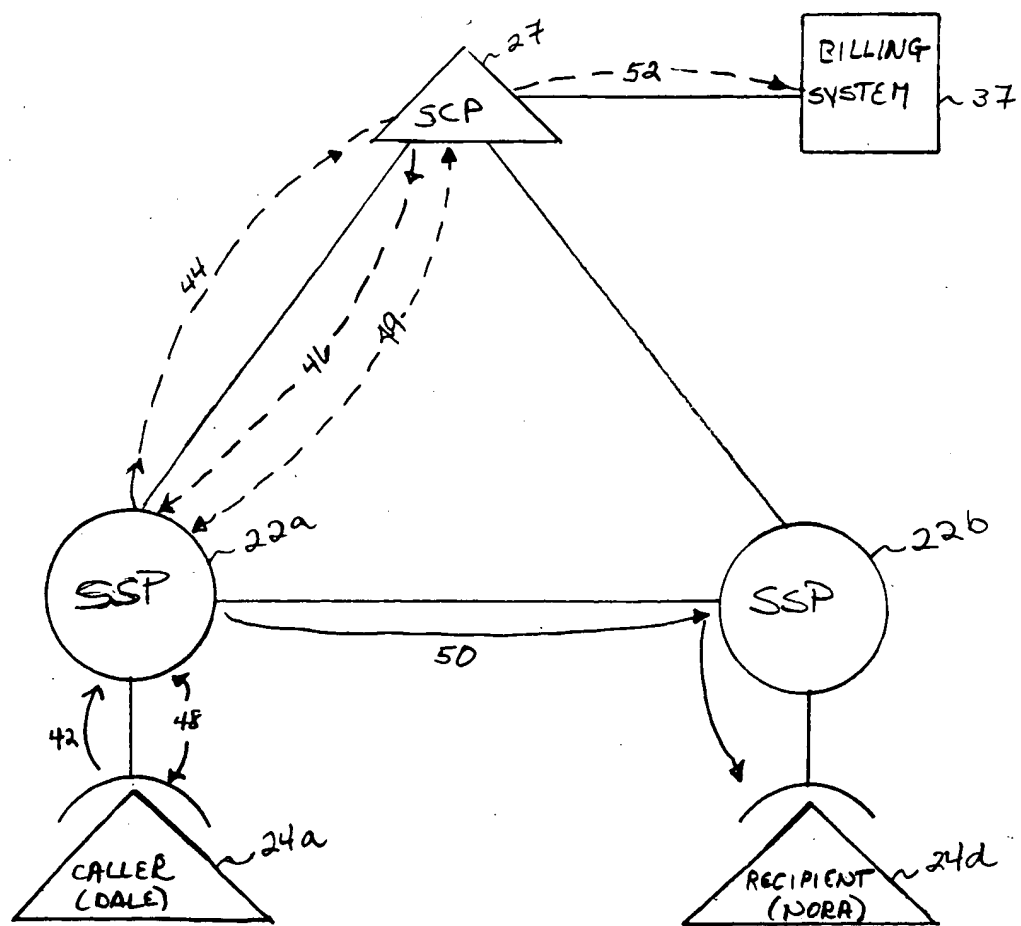 27
BILLING
SYSTEM
37
52
SCP
44
46
49
22a
22b
SSP
SSP
50
42
48
24a
24d
CALLER
(DALE)
RECIPIENT
(NORA)